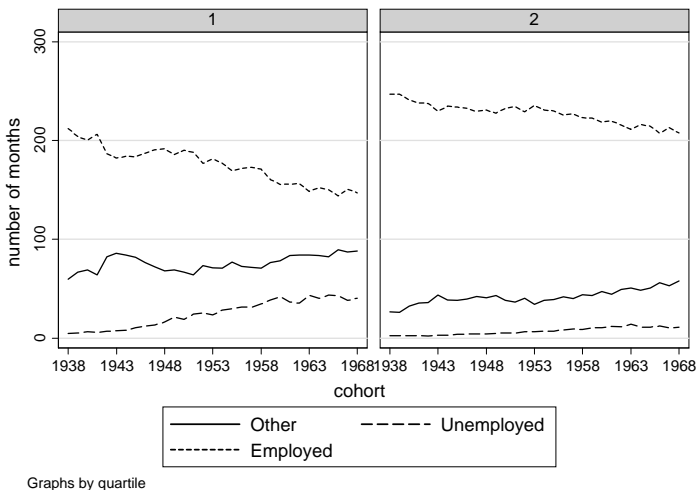 1 2
number of months
300
200
100
0
1938 1943 1948 1953 1958 1963 1968 1938 1943 1948 1953 1958 1963 1968
cohort
Other Unemployed
Employed
Graphs by quartile